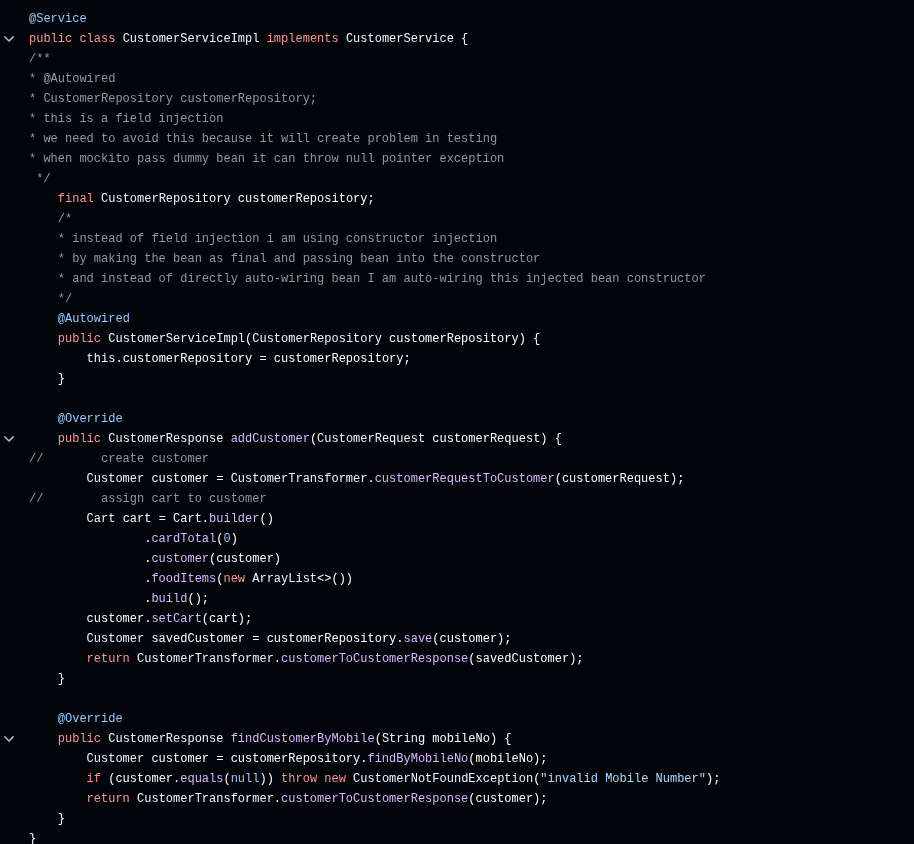 @Service
public class CustomerServiceImpl implements CustomerService {
/**
* @Autowired
* CustomerRepository customerRepository;
* this is a field injection
* we need to avoid this because it will create problem in testing
* when mockito pass dummy bean it can throw null pointer exception
 */
    final CustomerRepository customerRepository;
    /*
    * instead of field injection i am using constructor injection
    * by making the bean as final and passing bean into the constructor
    * and instead of directly auto-wiring bean I am auto-wiring this injected bean constructor
    */
    @Autowired
    public CustomerServiceImpl(CustomerRepository customerRepository) {
        this.customerRepository = customerRepository;
    }

    @Override
    public CustomerResponse addCustomer(CustomerRequest customerRequest) {
//        create customer
        Customer customer = CustomerTransformer.customerRequestToCustomer(customerRequest);
//        assign cart to customer
        Cart cart = Cart.builder()
                .cardTotal(0)
                .customer(customer)
                .foodItems(new ArrayList<>())
                .build();
        customer.setCart(cart);
        Customer savedCustomer = customerRepository.save(customer);
        return CustomerTransformer.customerToCustomerResponse(savedCustomer);
    }

    @Override
    public CustomerResponse findCustomerByMobile(String mobileNo) {
        Customer customer = customerRepository.findByMobileNo(mobileNo);
        if (customer.equals(null)) throw new CustomerNotFoundException("invalid Mobile Number");
        return CustomerTransformer.customerToCustomerResponse(customer);
    }
}